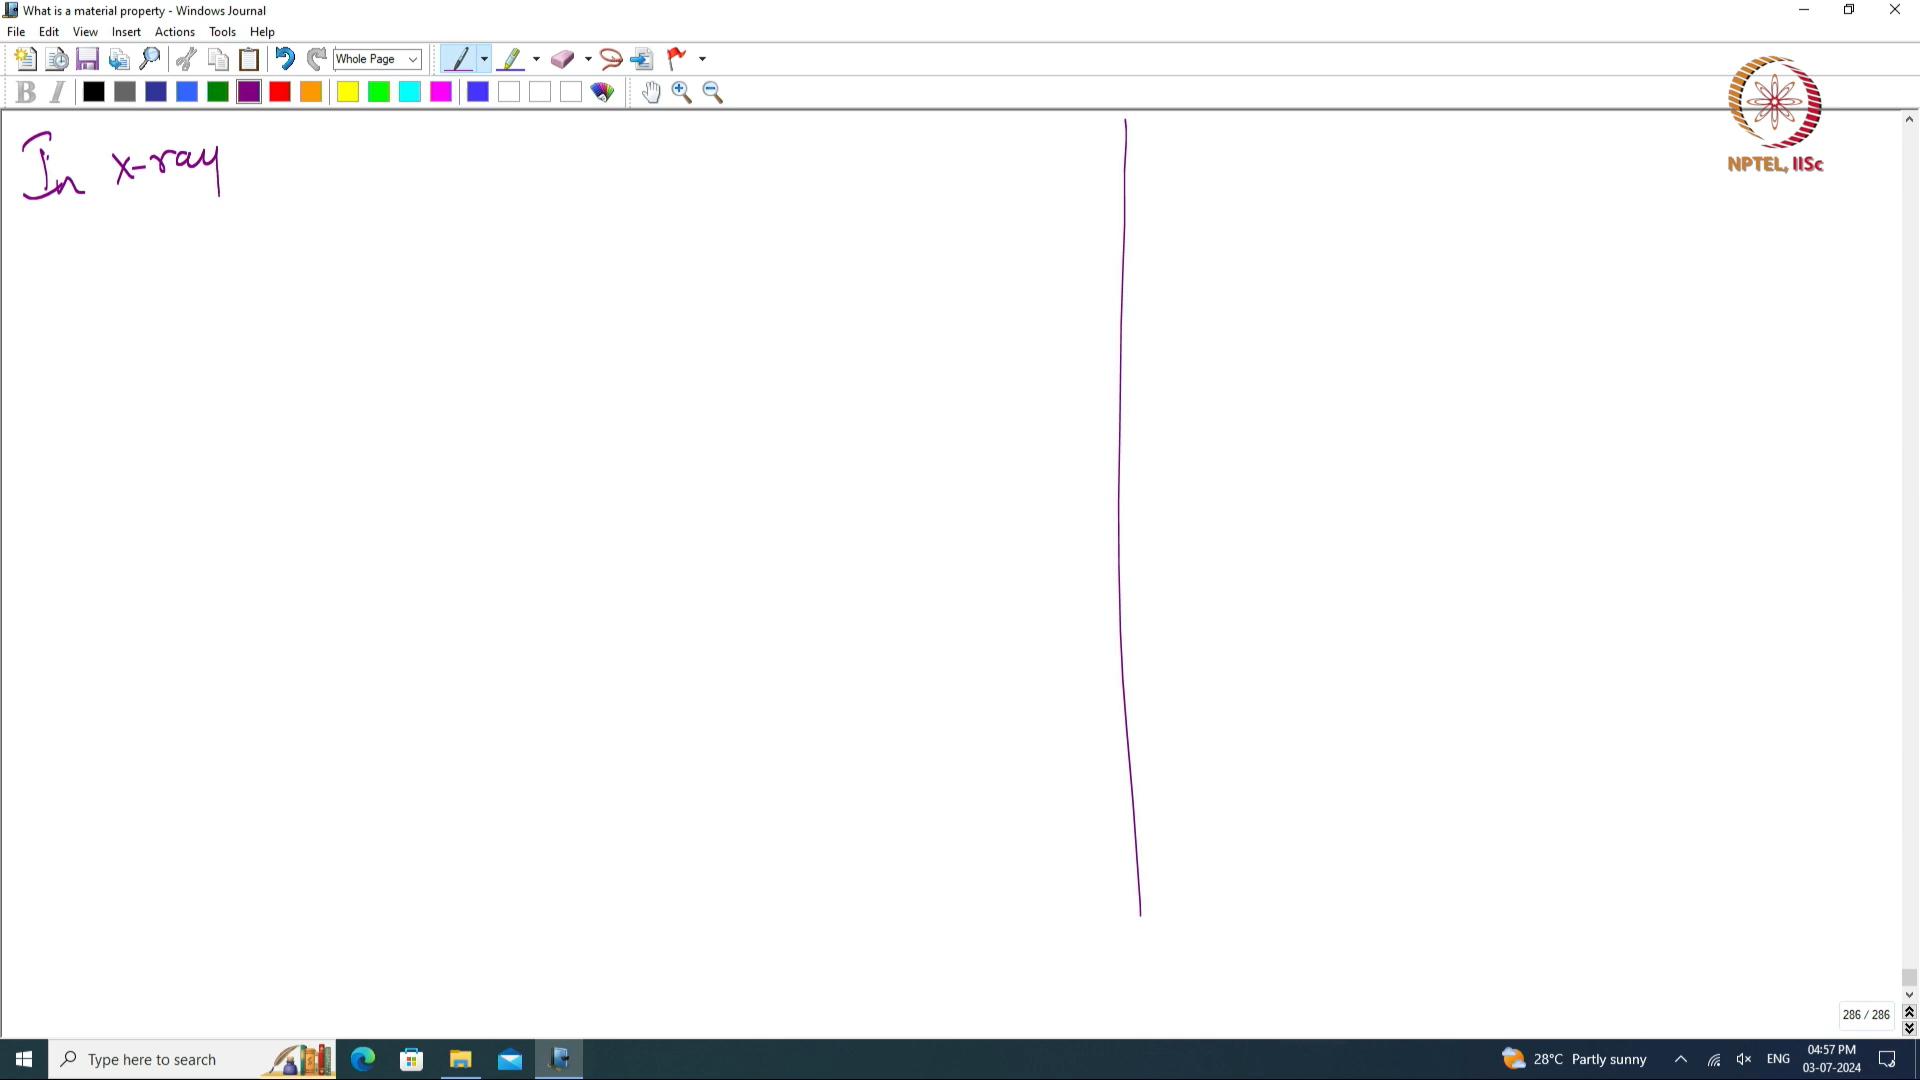 What is a material property - Windows Journal
File Edit View Insert Actions Tools Help
Whole Page
B I
NPTEL, IISc
In x-ray
286 / 286
Type here to search
28°C Partly sunny
ENG
04:57 PM
03-07-2024